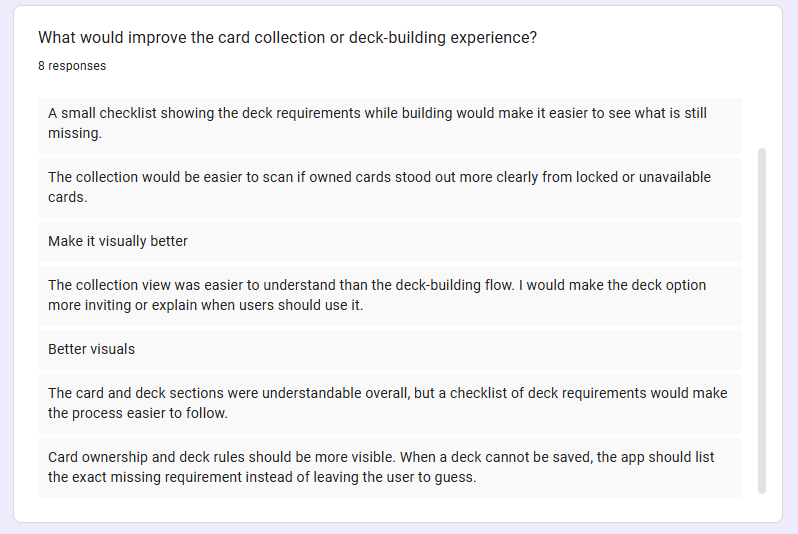 What would improve the card collection or deck-building experience?
8 responses
A small checklist showing the deck requirements while building would make it easier to see what is still
missing.
The collection would be easier to scan if owned cards stood out more clearly from locked or unavailable
cards.
Make it visually better
The collection view was easier to understand than the deck-building flow. I would make the deck option
more inviting or explain when users should use it.
Better visuals
The card and deck sections were understandable overall, but a checklist of deck requirements would make
the process easier to follow.
Card ownership and deck rules should be more visible. When a deck cannot be saved, the app should list
the exact missing requirement instead of leaving the user to guess.